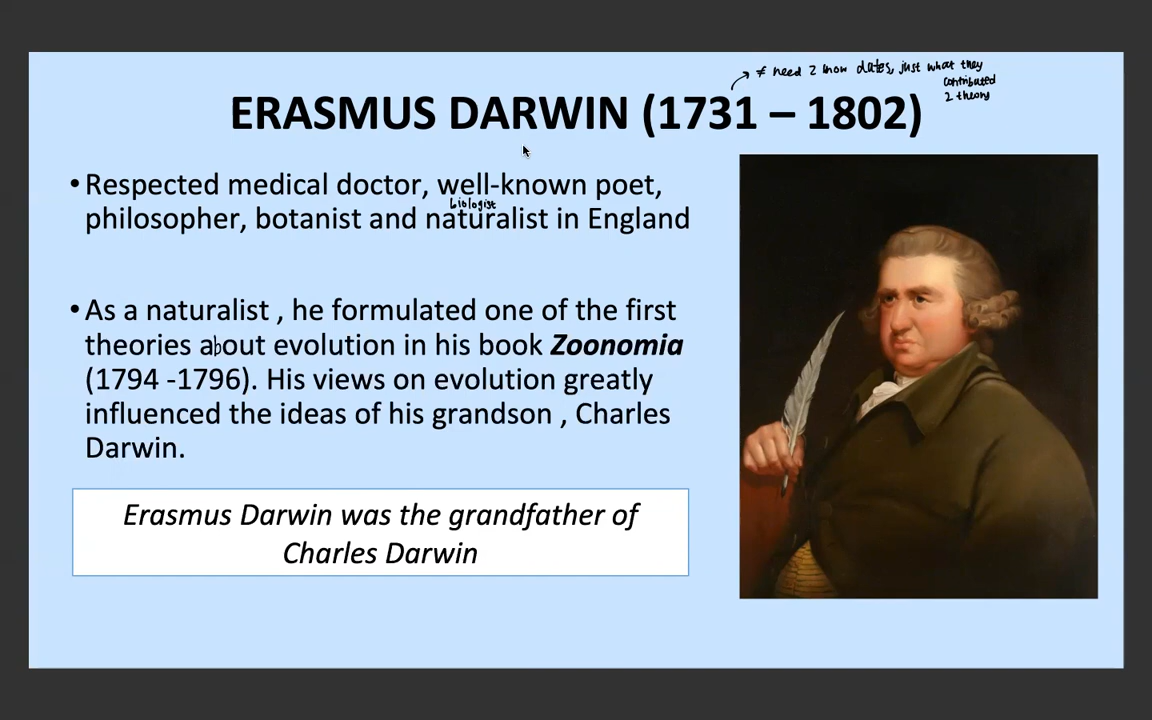 ≠ need 2 know dates, just what they
contributed
2 theory
ERASMUS DARWIN (1731 – 1802)
• Respected medical doctor, well-known poet,
biologist
philosopher, botanist and naturalist in England
• As a naturalist , he formulated one of the first
theories about evolution in his book Zoonomia
(1794 -1796). His views on evolution greatly
influenced the ideas of his grandson , Charles
Darwin.
Erasmus Darwin was the grandfather of
Charles Darwin